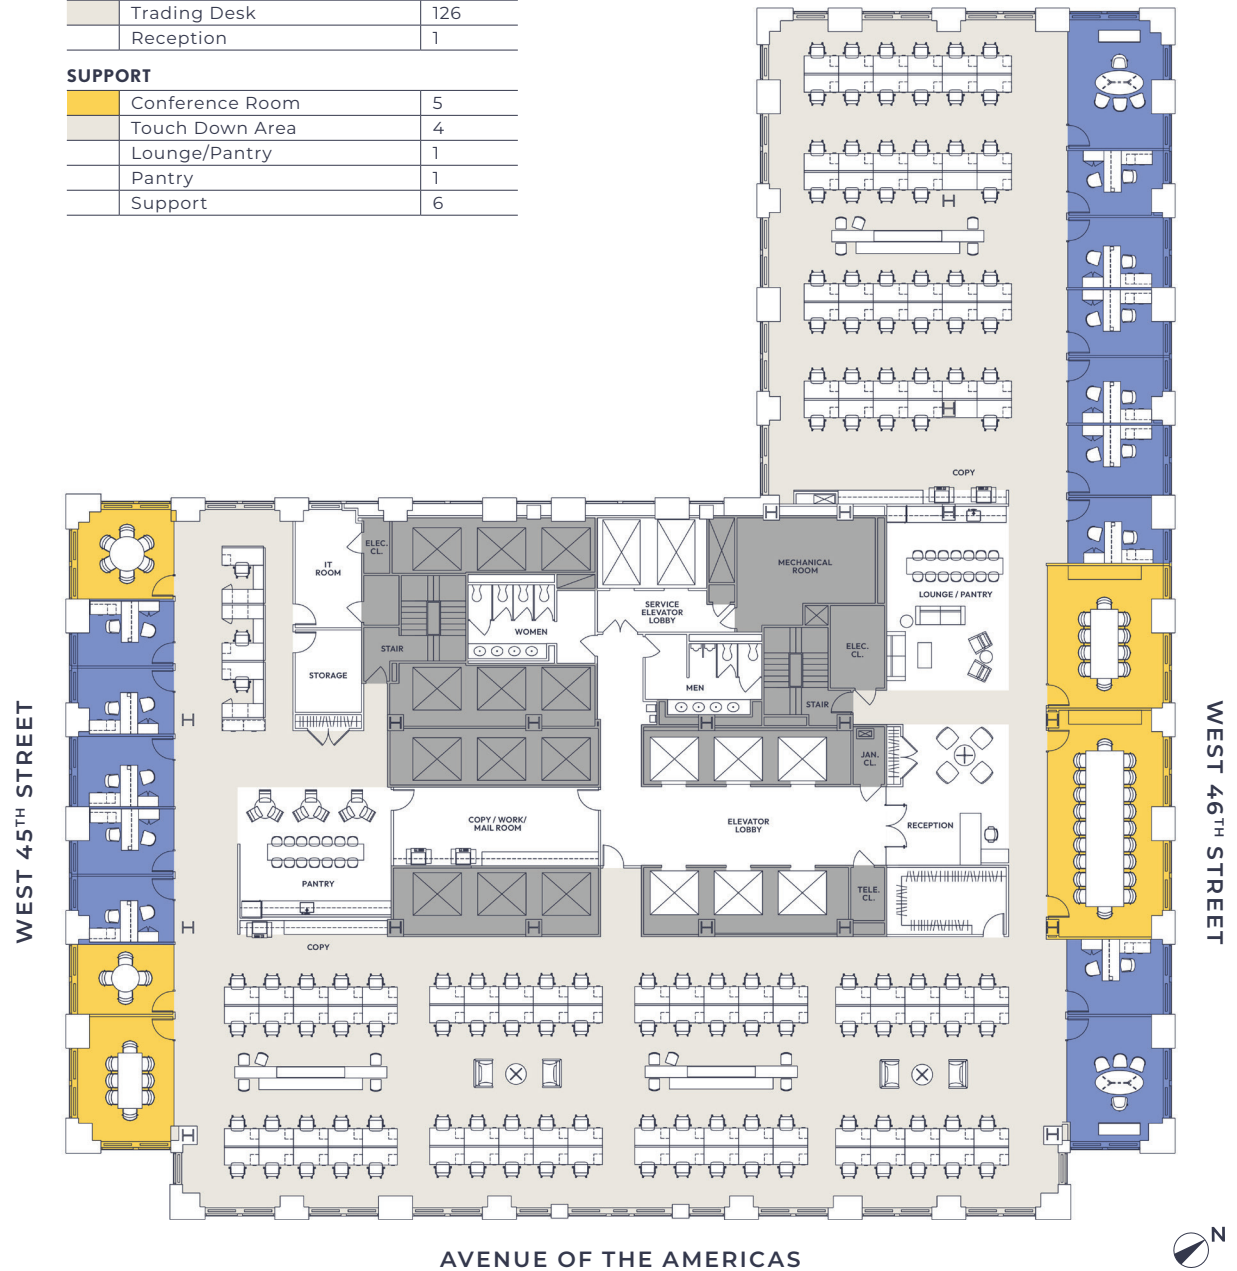 Trading Desk 126
Reception 1
SUPPORT
Conference Room 5
Touch Down Area 4
Lounge/Pantry 1
Pantry 1
Support 6
COPY
ELEC.
CL.
IT
ROOM
MECHANICAL
ROOM
LOUNGE / PANTRY
SERVICE
ELEVATOR
LOBBY
WOMEN
STAIR
ELEC.
CL.
STORAGE
MEN
STAIR
WEST 45TH STREET
WEST 46TH STREET
JAN.
CL.
COPY / WORK/
MAIL ROOM
ELEVATOR
LOBBY
RECEPTION
PANTRY
TELE.
CL.
COPY
AVENUE OF THE AMERICAS
N